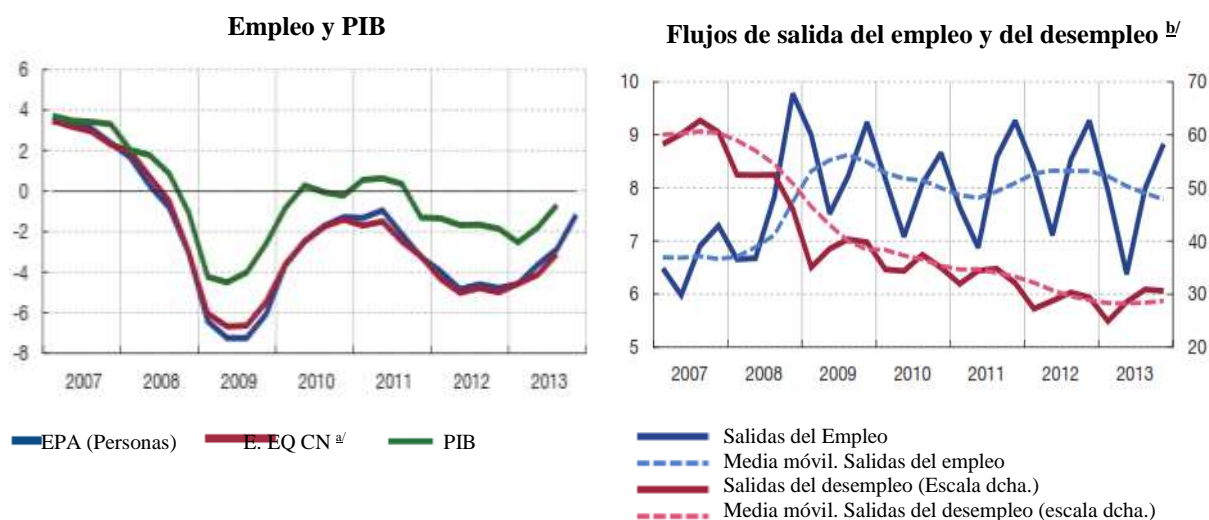 Empleo y PIB
6
4
2
0
-2
-4
-6
-8
2007 2008 2009 2010 2011 2012 2013
EPA (Personas) E. EQ CN a/ PIB
Flujos de salida del empleo y del desempleo b/
10 70
9 60
8 50
7 40
6 30
5 20
2007 2008 2009 2010 2011 2012 2013
Salidas del Empleo
Media móvil. Salidas del empleo
Salidas del desempleo (Escala dcha.)
Media móvil. Salidas del desempleo (escala dcha.)